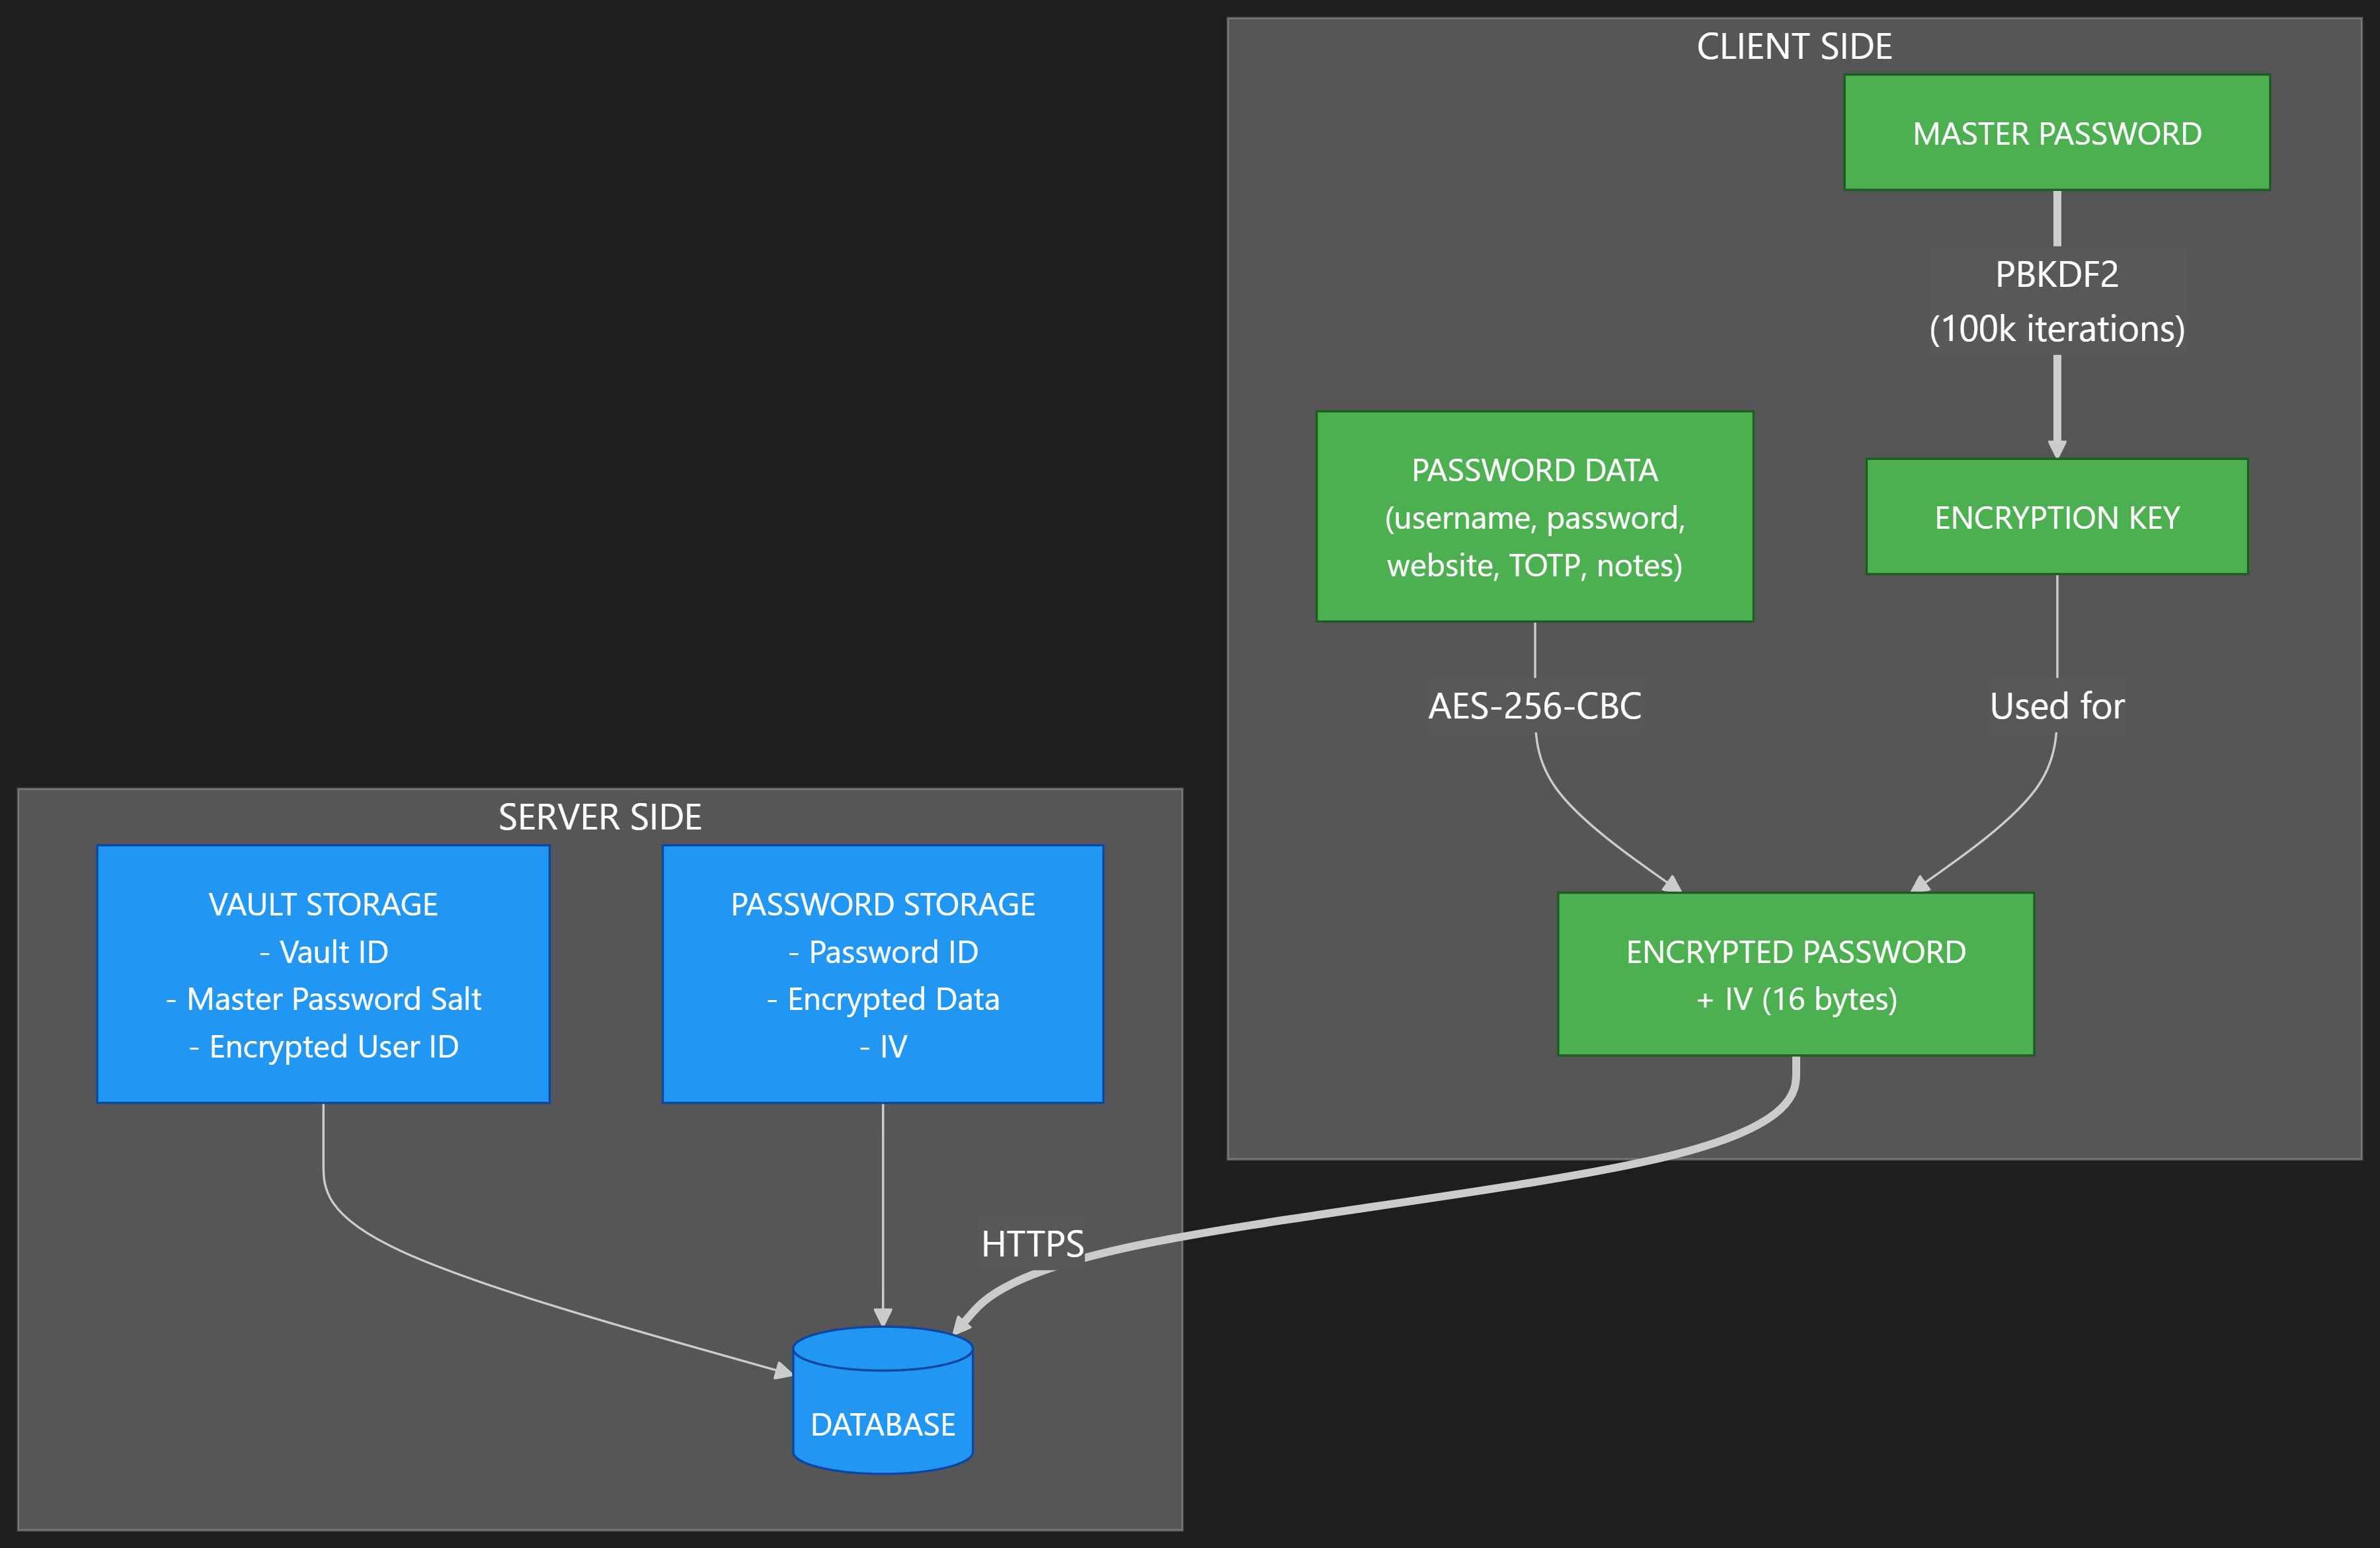 CLIENT SIDE
MASTER PASSWORD
PBKDF2
(100k iterations)
PASSWORD DATA
(username, password,
website, TOTP, notes)
ENCRYPTION KEY
AES-256-CBC
Used for
SERVER SIDE
VAULT STORAGE
- Vault ID
- Master Password Salt
- Encrypted User ID
PASSWORD STORAGE
- Password ID
- Encrypted Data
- IV
ENCRYPTED PASSWORD
+ IV (16 bytes)
HTTPS
DATABASE